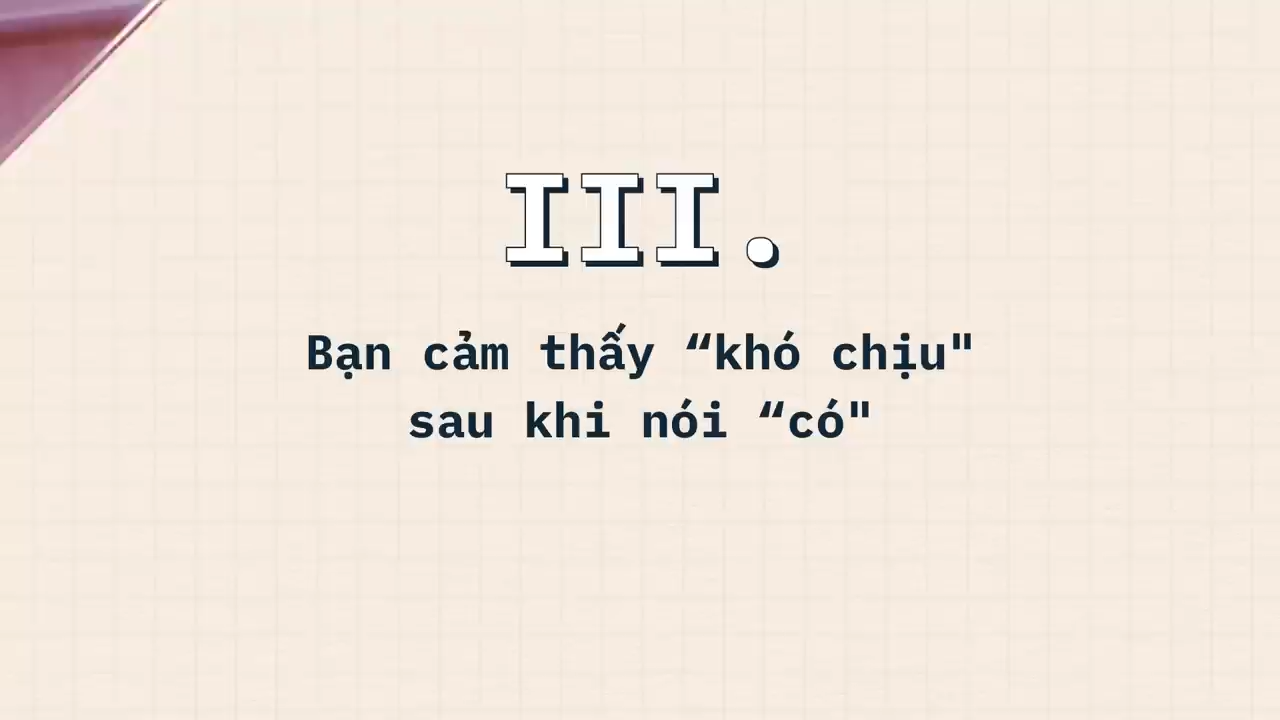 III.
Bạn cảm thấy “khó chịu"
sau khi nói “có"